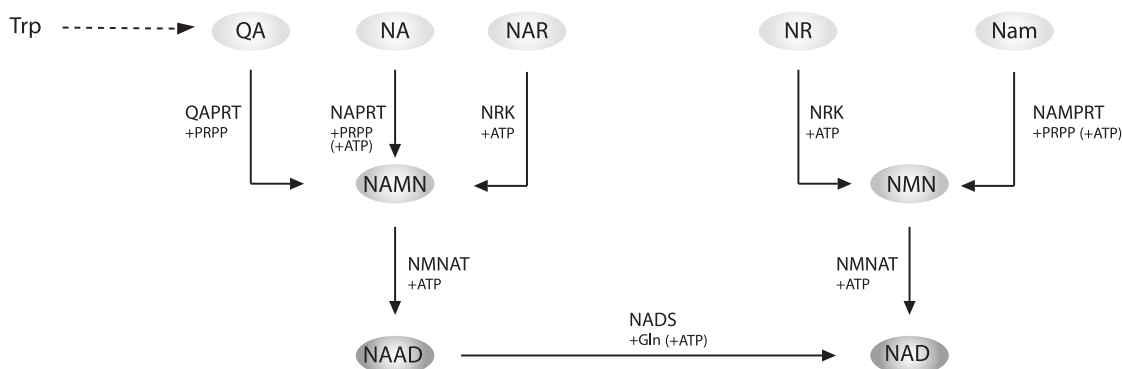 Trp
QA
NA
NAR
NR
Nam
QAPRT
+PRPP
NAPRT
+PRPP
(+ATP)
NRK
+ATP
NRK
+ATP
NAMPRT
+PRPP (+ATP)
NAMN
NMN
NMNAT
+ATP
NMNAT
+ATP
NADS
+Gln (+ATP)
NAAD
NAD